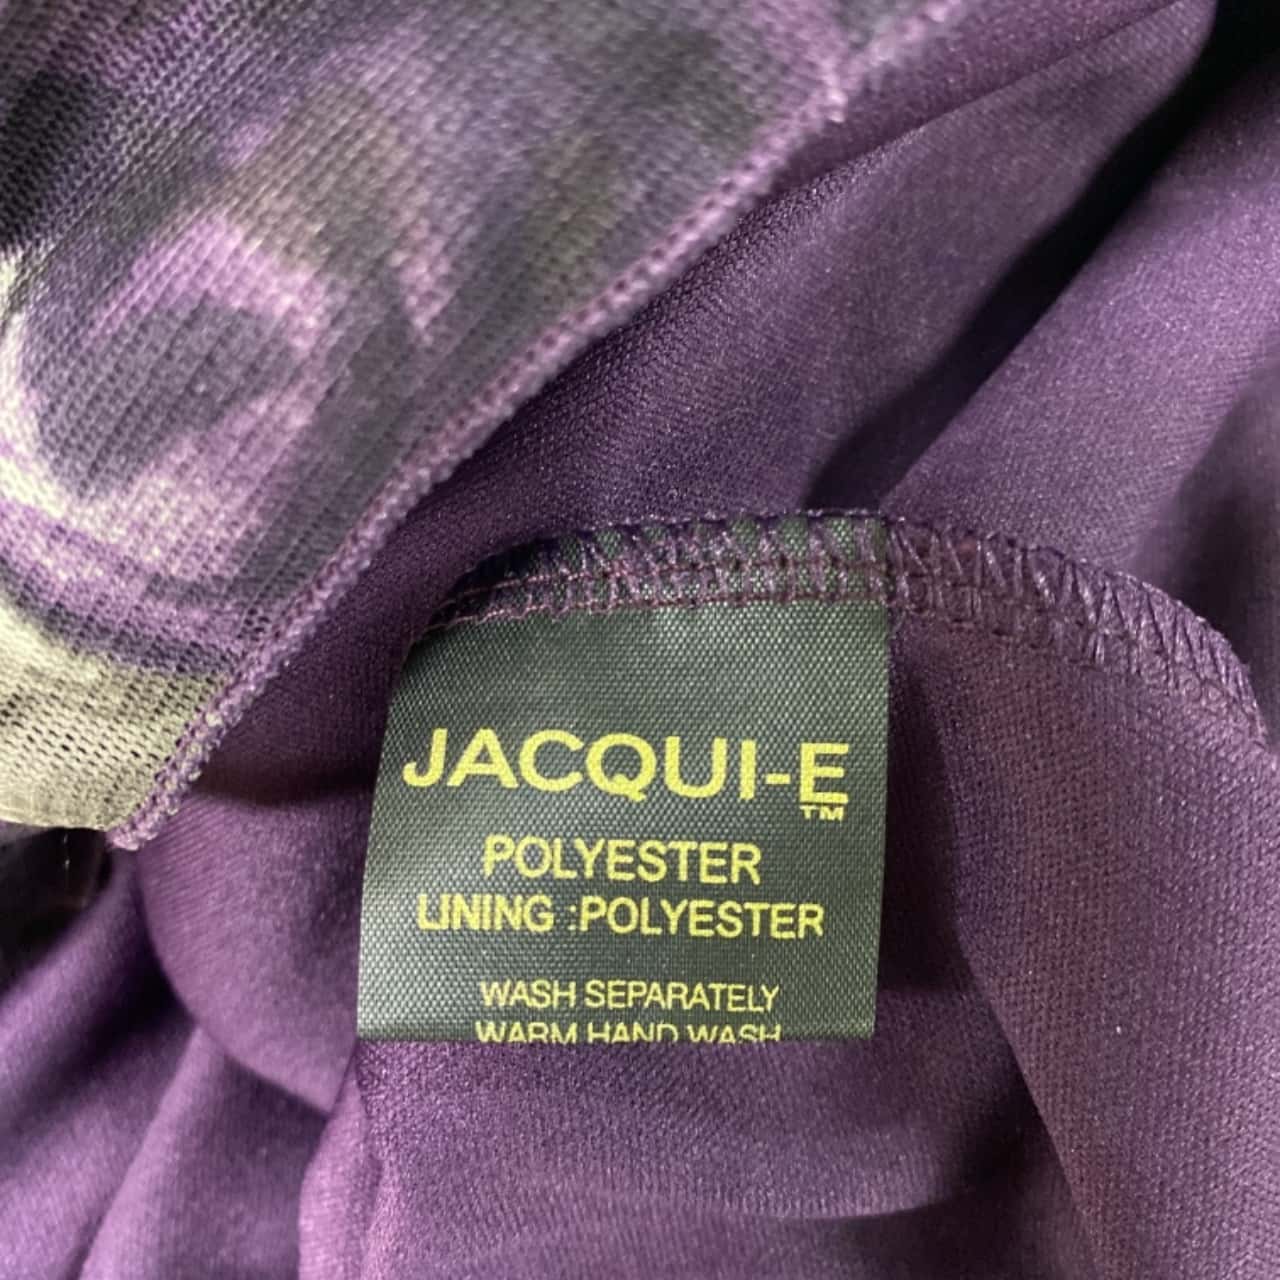 JACQUI-E
TM
POLYESTER
LINING :POLYESTER
WASH SEPARATELY
WARM HAND WASH